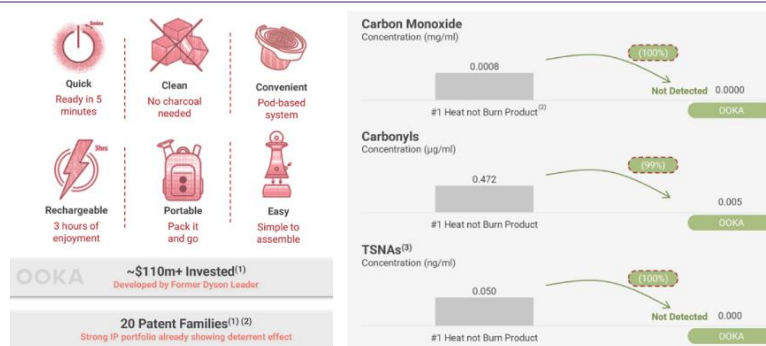 5mins
Quick
Ready in 5
minutes
Clean
No charcoal
needed
Convenient
Pod-based
system
3hrs
Rechargeable
3 hours of
enjoyment
Portable
Pack it
and go
Easy
Simple to
assemble
OOKA
~$110m+ Invested(1)
Developed by Former Dyson Leader
20 Patent Families(1) (2)
Strong IP portfolio already showing deterrent effect
Carbon Monoxide
Concentration (mg/ml)
0.0008
(100%)
Not Detected 0.0000
#1 Heat not Burn Product(2)
OOKA
Carbonyls
Concentration (µg/ml)
0.472
(99%)
0.005
#1 Heat not Burn Product
OOKA
TSNAs(3)
Concentration (ng/ml)
0.050
(100%)
Not Detected 0.000
#1 Heat not Burn Product
OOKA